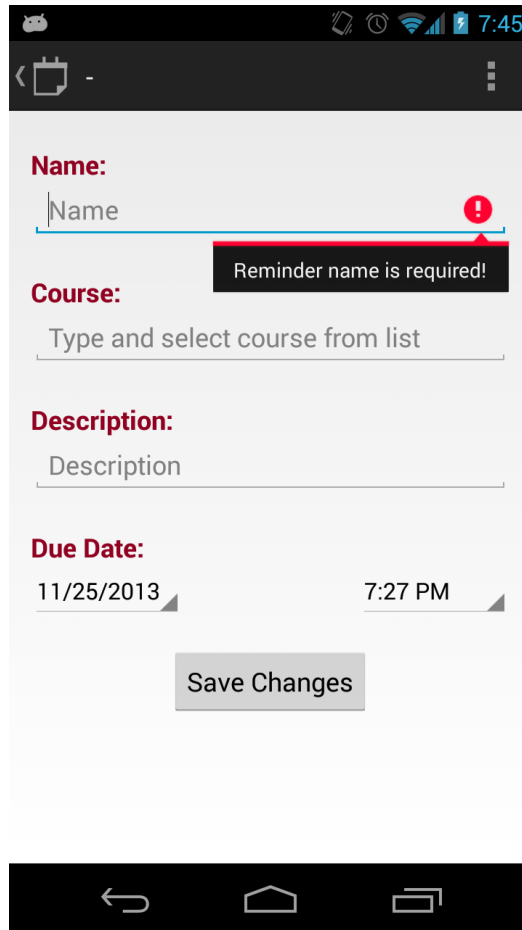 7:45
-
Name:
Name
Reminder name is required!
Course:
Type and select course from list
Description:
Description
Due Date:
11/25/2013 7:27 PM
Save Changes